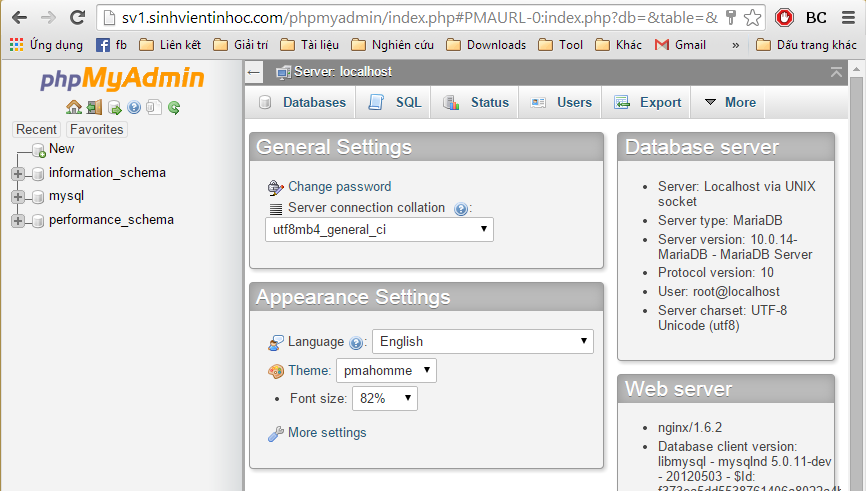 sv1.sinhvientinhoc.com/phpmyadmin/index.php#PMAURL-0:index.php?db=&table=&
BC
Ứng dụng fb Liên kết Giải trí Tài liệu Nghiên cứu Downloads Tool Khác Gmail » Dấu trang khác
phpMyAdmin
Recent Favorites
New
information_schema
mysql
performance_schema
Server: localhost
Databases SQL Status Users Export More
General Settings
Change password
Server connection collation :
utf8mb4_general_ci
Appearance Settings
Language : English
Theme: pmahomme
Font size: 82%
More settings
Database server
Server: Localhost via UNIX
socket
Server type: MariaDB
Server version: 10.0.14-
MariaDB - MariaDB Server
Protocol version: 10
User: root@localhost
Server charset: UTF-8
Unicode (utf8)
Web server
nginx/1.6.2
Database client version:
libmysql - mysqlnd 5.0.11-dev
- 20120503 - $Id: